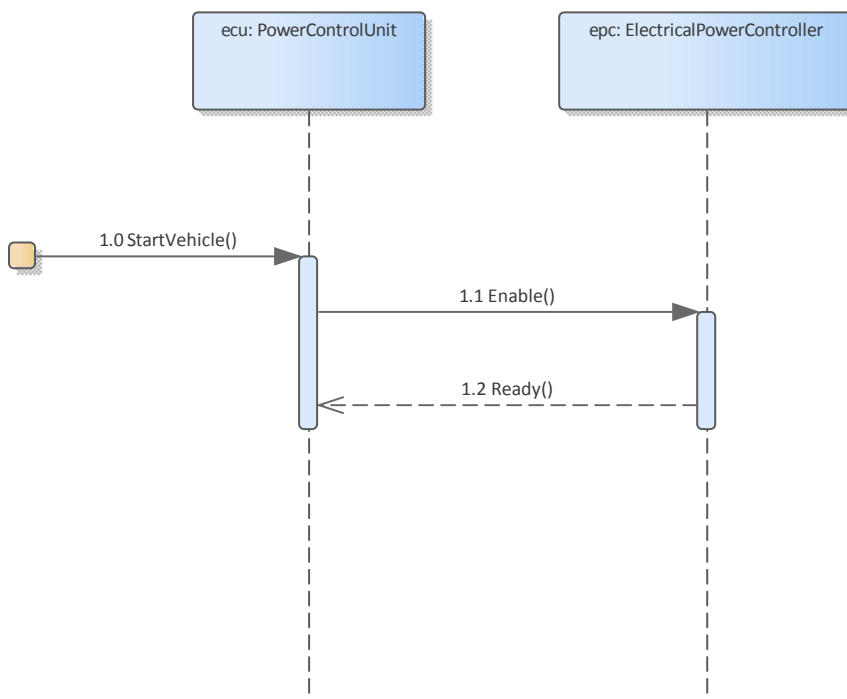 ecu: PowerControlUnit
epc: ElectricalPowerController
1.0 StartVehicle()
1.1 Enable()
1.2 Ready()